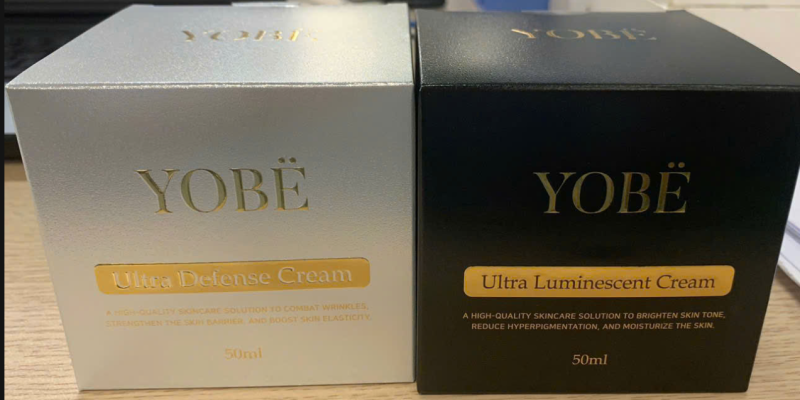 YOBË
YOBË
Ultra Defense Cream
A HIGH-QUALITY SKINCARE SOLUTION TO COMBAT WRINKLES,
STRENGTHEN THE SKIN BARRIER, AND BOOST SKIN ELASTICITY.
50ml
YOBË
YOBË
Ultra Luminescent Cream
A HIGH-QUALITY SKINCARE SOLUTION TO BRIGHTEN SKIN TONE,
REDUCE HYPERPIGMENTATION, AND MOISTURIZE THE SKIN.
50ml